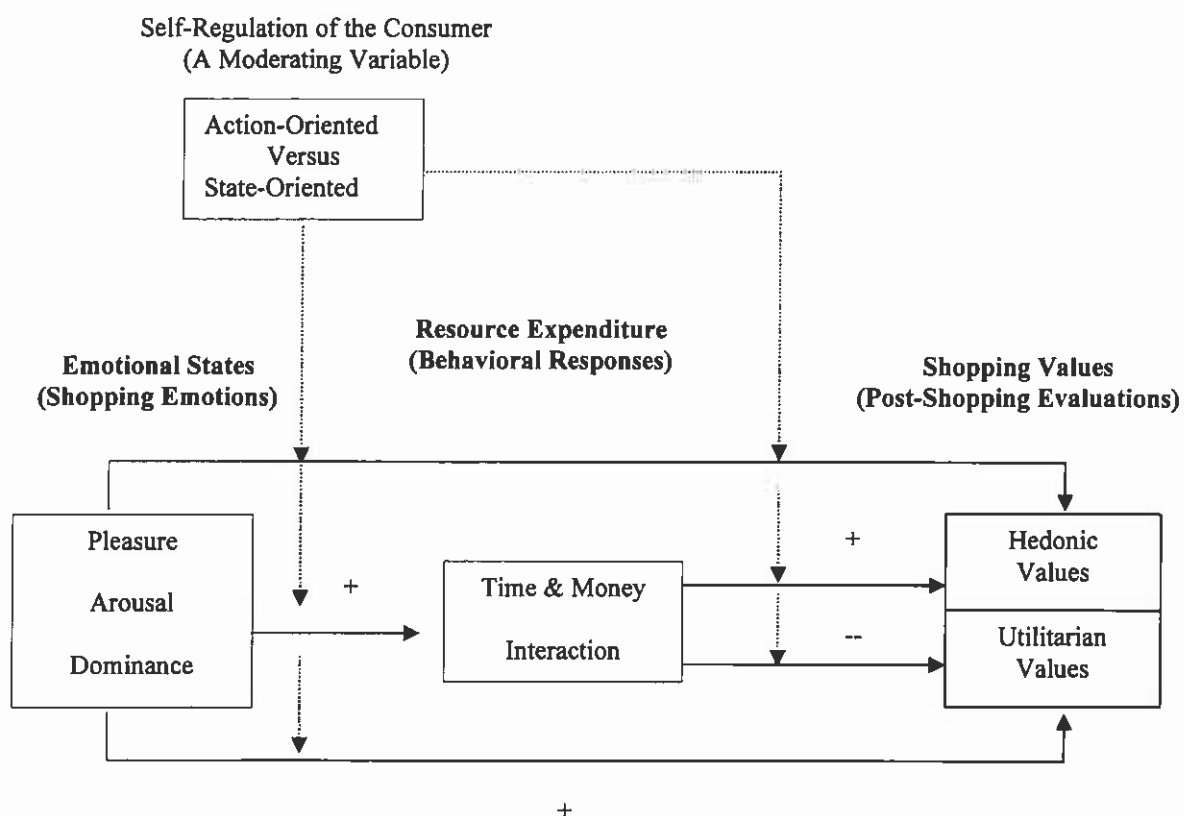 Self-Regulation of the Consumer
(A Moderating Variable)
Action-Oriented
Versus
State-Oriented
Resource Expenditure
(Behavioral Responses)
Emotional States
(Shopping Emotions)
Shopping Values
(Post-Shopping Evaluations)
Pleasure
Arousal
Dominance
+
Time & Money
Interaction
+
--
Hedonic
Values
Utilitarian
Values
+